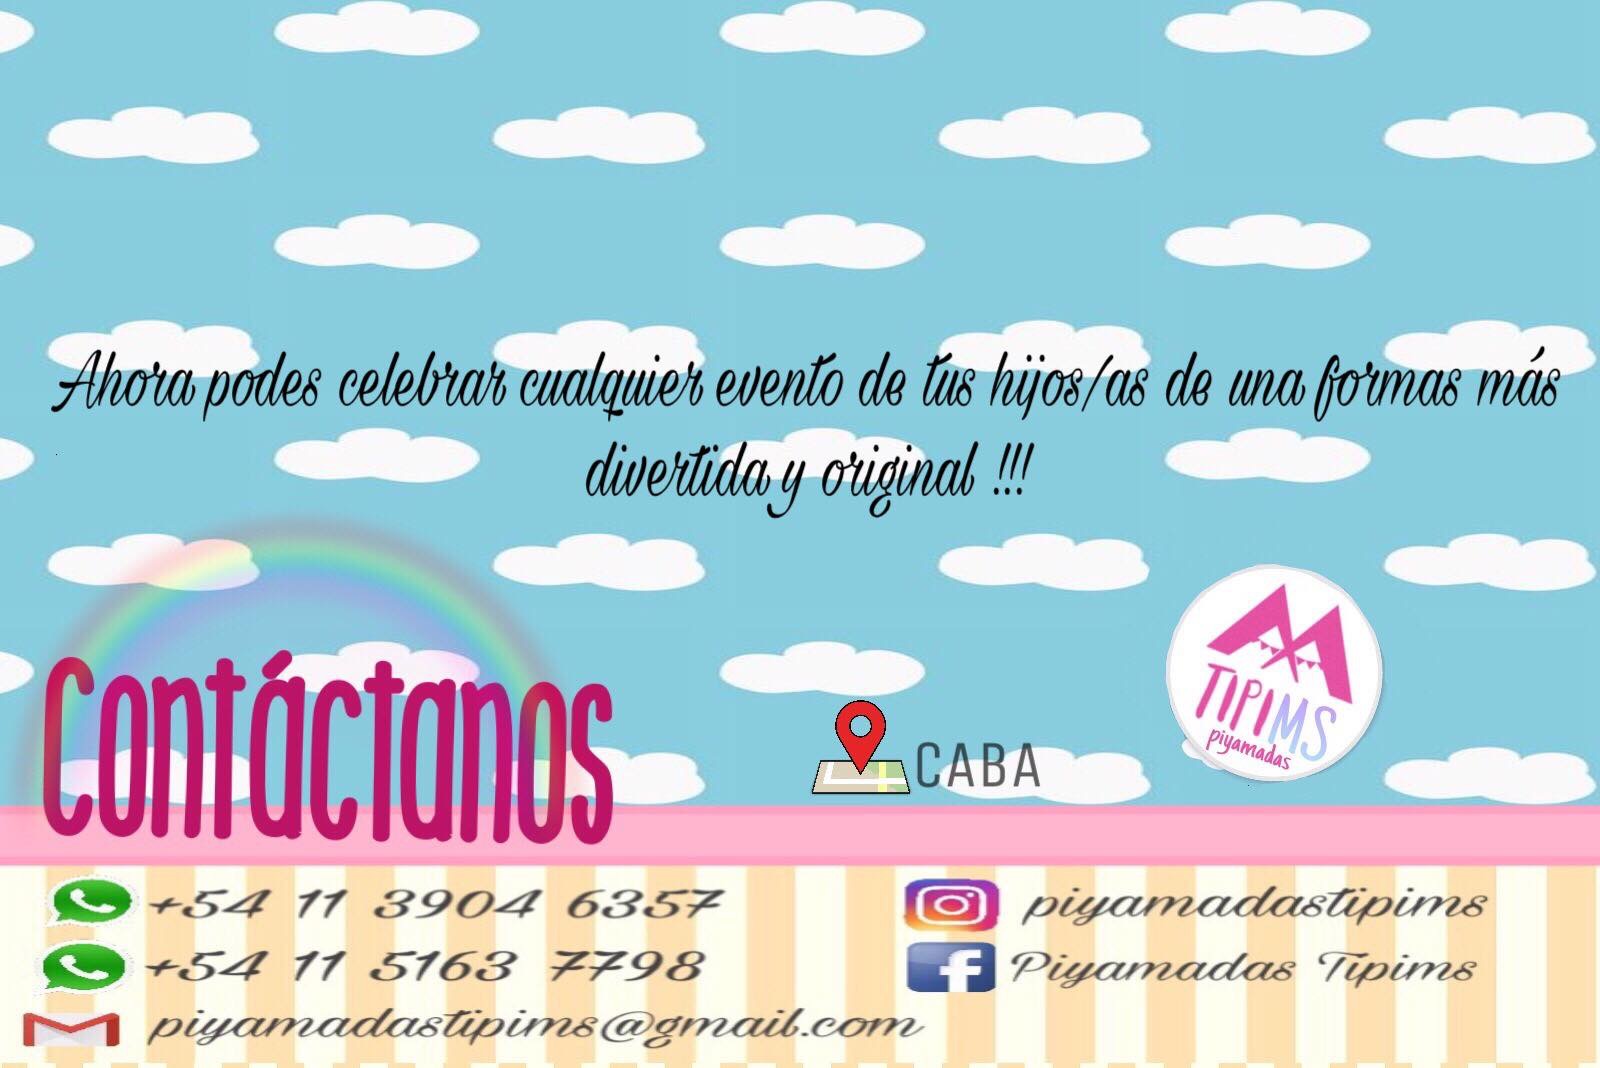 Ahora podes celebrar cualquier evento de tus hijos/as de una formas más
divertida y original !!!
Contáctanos
CABA
TIPIMS
piyamadas
+54 11 3904 6357
+54 11 5163 7798
piyamadastipims@gmail.com
piyamadastipims
Piyamadas Tipims